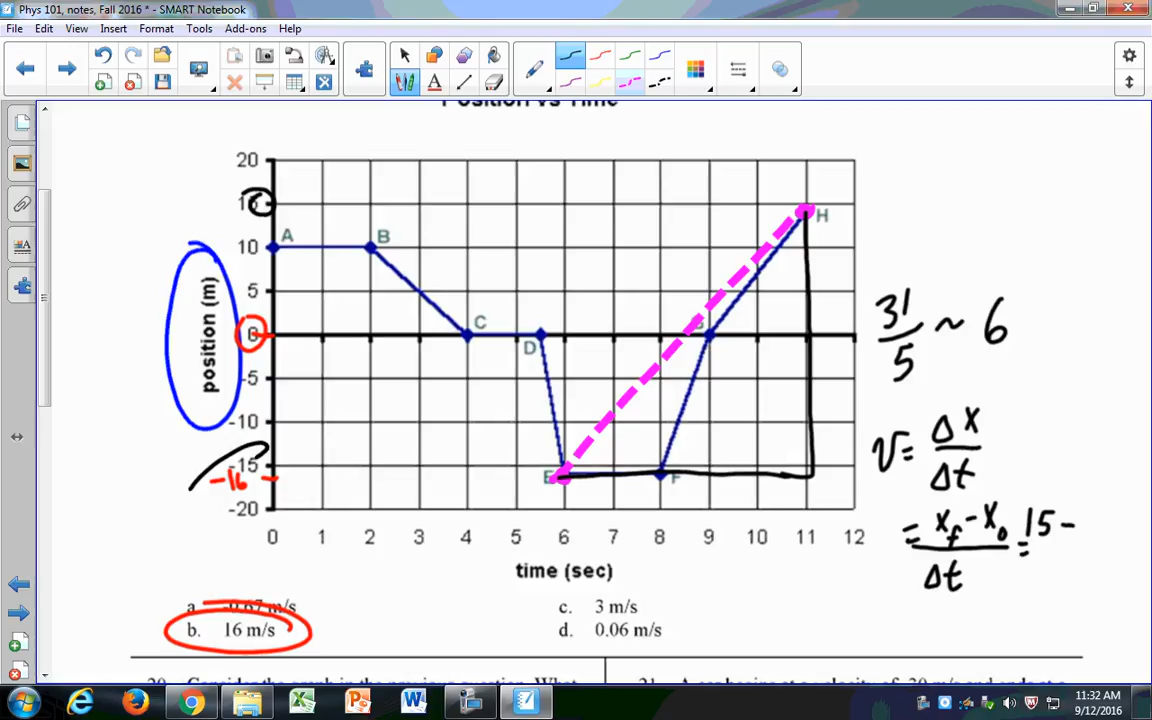 Phys 101, notes, Fall 2016 * - SMART Notebook
File Edit View Insert Format Tools Add-ons Help
Position vs Time
20
15
10
5
0
-5
-10
-15
-16
-20
position (m)
A
B
C
D
E
F
H
0 1 2 3 4 5 6 7 8 9 10 11 12
time (sec)
31/5 ~ 6
v = Δx/Δt
= (x_f - x_o)/Δt = 15 -
a. -0.67 m/s
b. 16 m/s
c. 3 m/s
d. 0.06 m/s
11:32 AM
9/12/2016